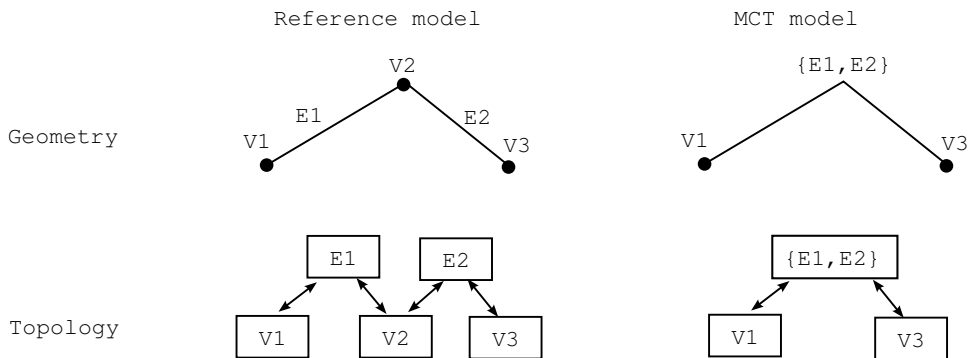 Reference model
MCT model
V2
{E1,E2}
E1
E2
Geometry
V1
V3
V1
V3
E1
E2
{E1,E2}
Topology
V1
V2
V3
V1
V3